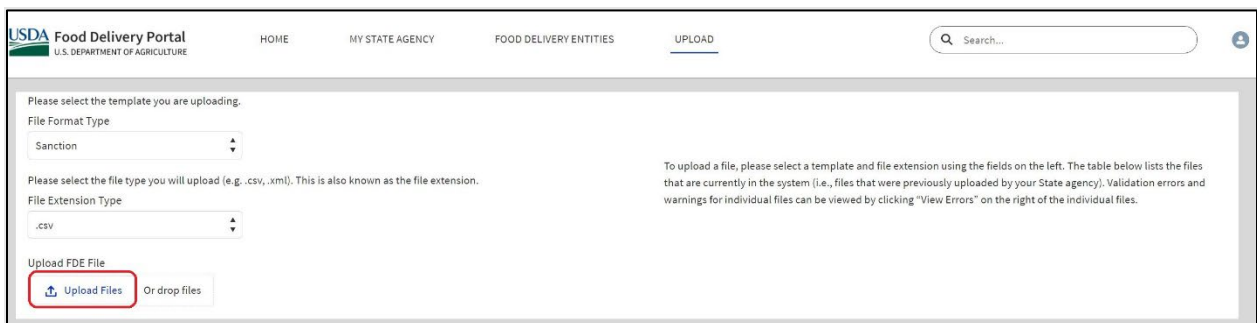 USDA Food Delivery Portal
U.S. DEPARTMENT OF AGRICULTURE
HOME
MY STATE AGENCY
FOOD DELIVERY ENTITIES
UPLOAD
Search...
Please select the template you are uploading.
File Format Type
Sanction
Please select the file type you will upload (e.g. .csv, .xml). This is also known as the file extension.
File Extension Type
.csv
Upload FDE File
Upload Files
Or drop files
To upload a file, please select a template and file extension using the fields on the left. The table below lists the files
that are currently in the system (i.e., files that were previously uploaded by your State agency). Validation errors and
warnings for individual files can be viewed by clicking “View Errors” on the right of the individual files.